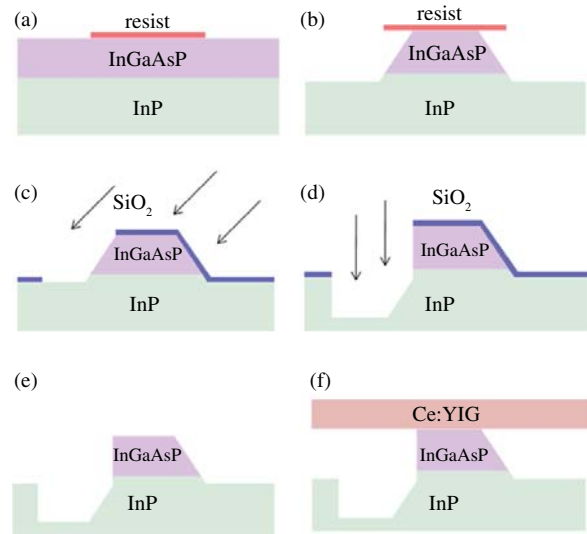 (a)
resist
InGaAsP
InP
(b)
resist
InGaAsP
InP
(c)
SiO₂
InGaAsP
InP
(d)
SiO₂
InGaAsP
InP
(e)
InGaAsP
InP
(f)
Ce:YIG
InGaAsP
InP